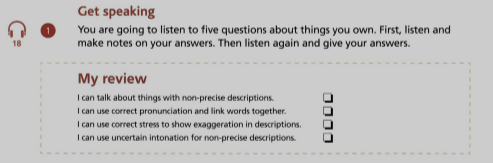 Get speaking
18
1
You are going to listen to five questions about things you own. First, listen and
make notes on your answers. Then listen again and give your answers.
My review
I can talk about things with non-precise descriptions.
I can use correct pronunciation and link words together.
I can use correct stress to show exaggeration in descriptions.
I can use uncertain intonation for non-precise descriptions.